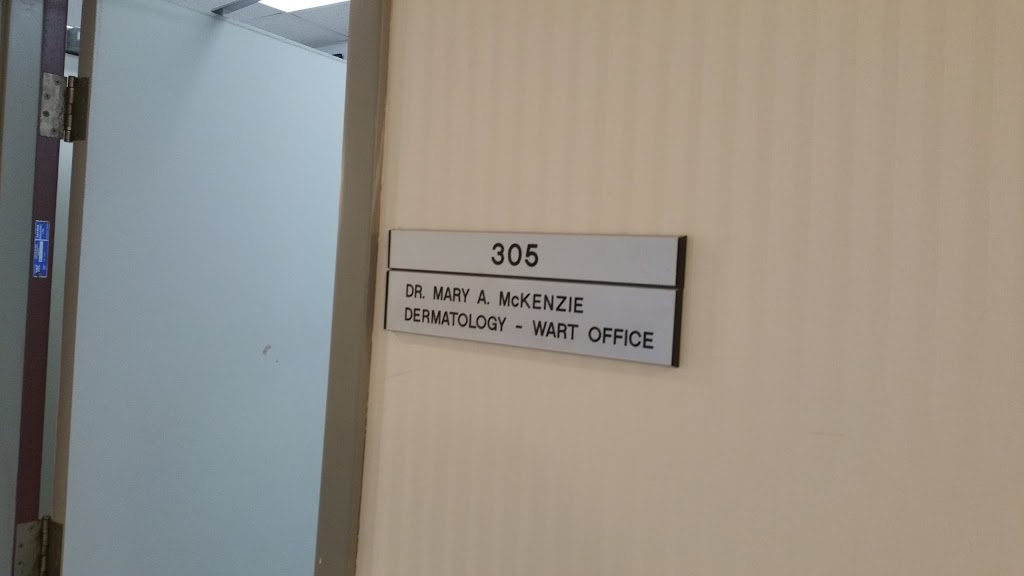 305
DR. MARY A. McKENZIE
DERMATOLOGY - WART OFFICE